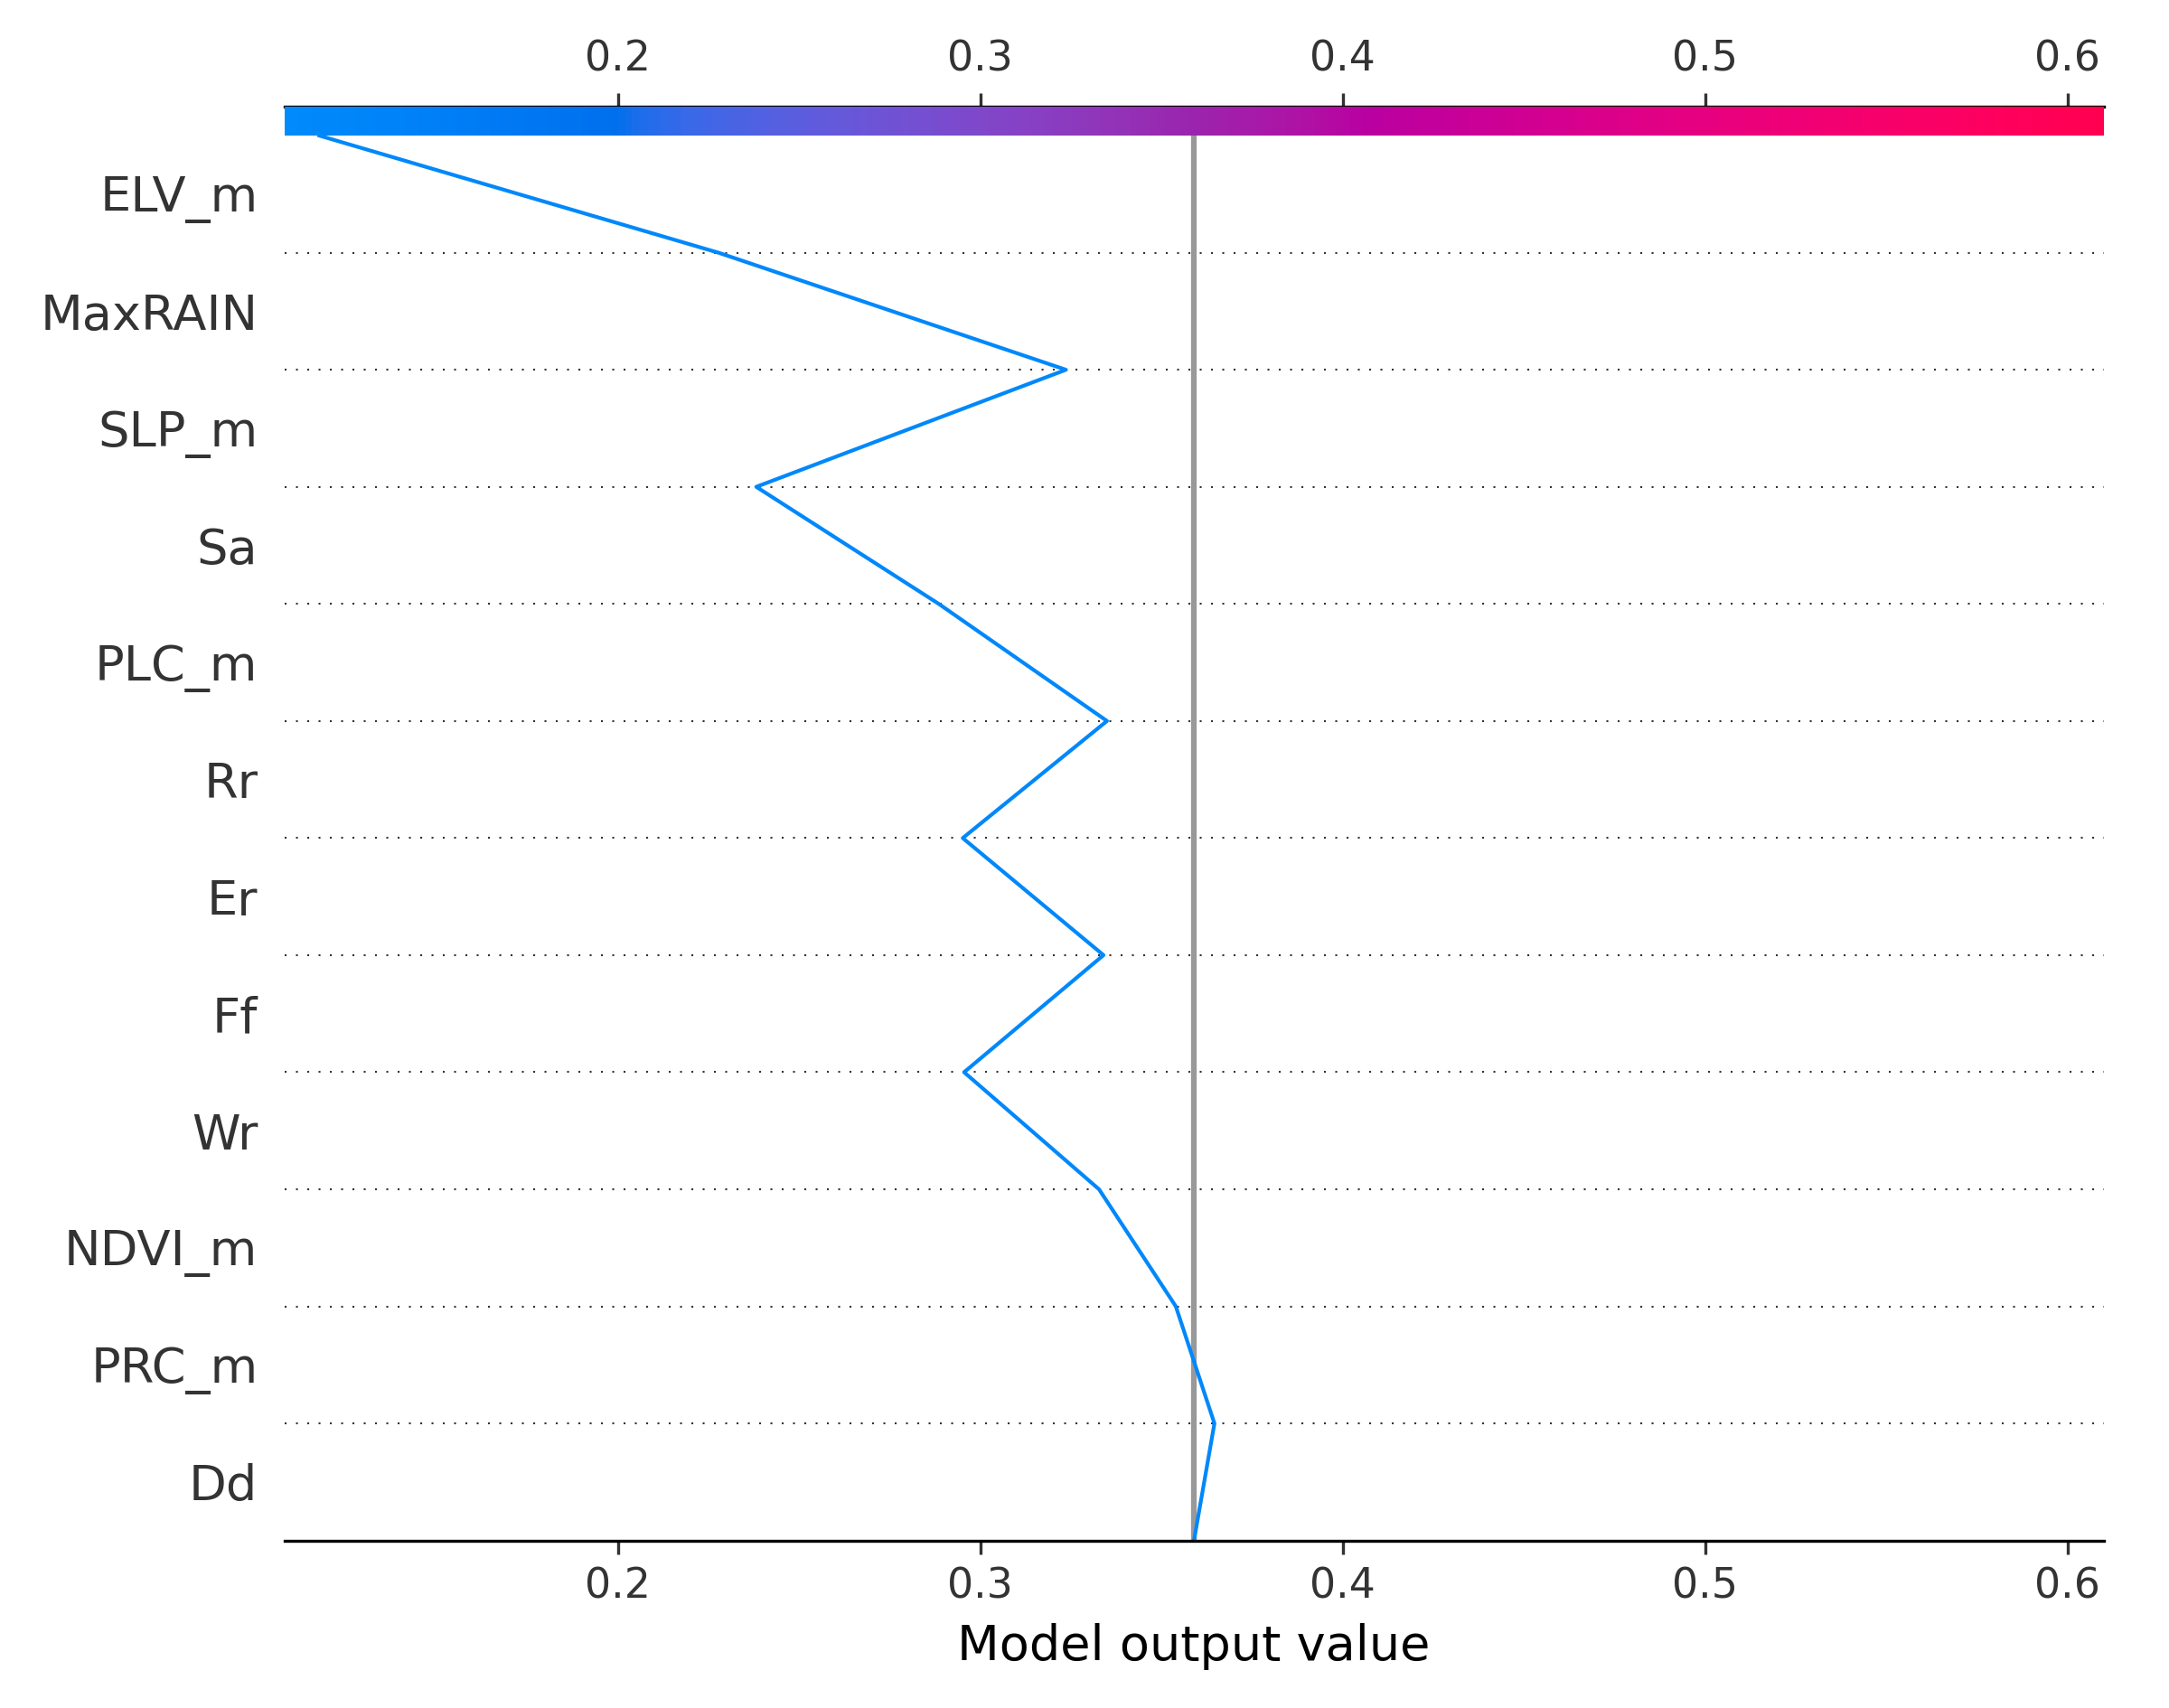 0.2 0.3 0.4 0.5 0.6
ELV_m
MaxRAIN
SLP_m
Sa
PLC_m
Rr
Er
Ff
Wr
NDVI_m
PRC_m
Dd
0.2 0.3 0.4 0.5 0.6
Model output value